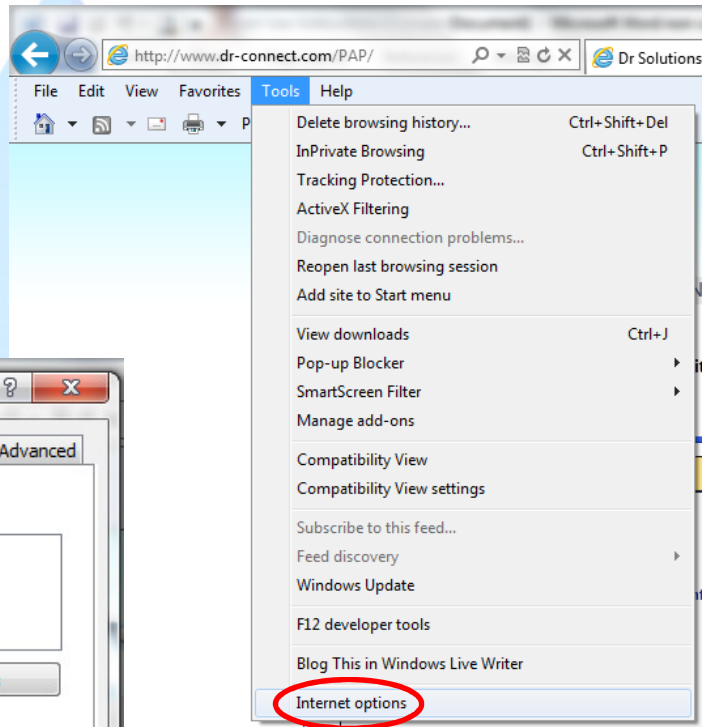 http://www.dr-connect.com/PAP/
Dr Solutions
File Edit View Favorites Tools Help
P
Delete browsing history... Ctrl+Shift+Del
InPrivate Browsing Ctrl+Shift+P
Tracking Protection...
ActiveX Filtering
Diagnose connection problems...
Reopen last browsing session
Add site to Start menu
View downloads Ctrl+J
Pop-up Blocker
SmartScreen Filter
Manage add-ons
Compatibility View
Compatibility View settings
Subscribe to this feed...
Feed discovery
Windows Update
F12 developer tools
Blog This in Windows Live Writer
Internet options
Advanced